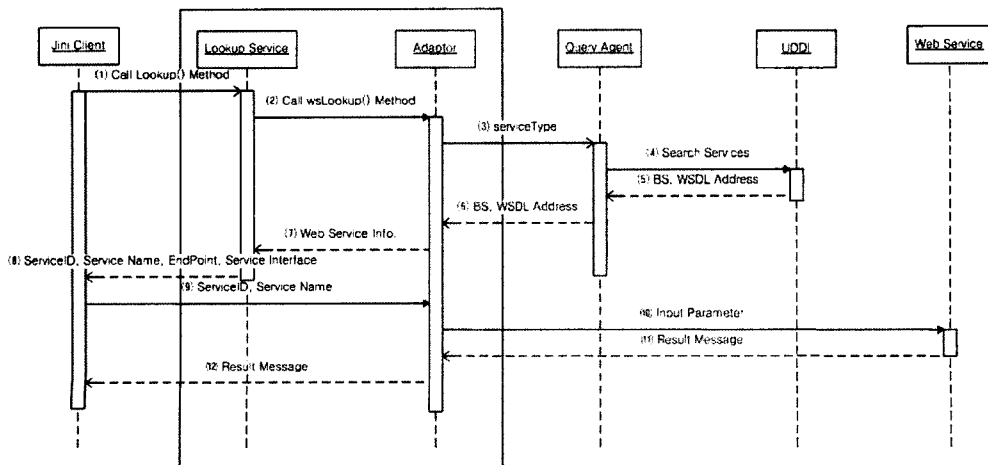 Jini Client
Lookup Service
Adaptor
Query Agent
UDDI
Web Service
(1) Call Lookup() Method
(2) Call wsLookup() Method
(3) serviceType
(4) Search Services
(5) BS, WSDL Address
(6) BS, WSDL Address
(7) Web Service Info.
(8) ServiceID, Service Name, EndPoint, Service Interface
(9) ServiceID, Service Name
(10) Input Parameter
(11) Result Message
(12) Result Message